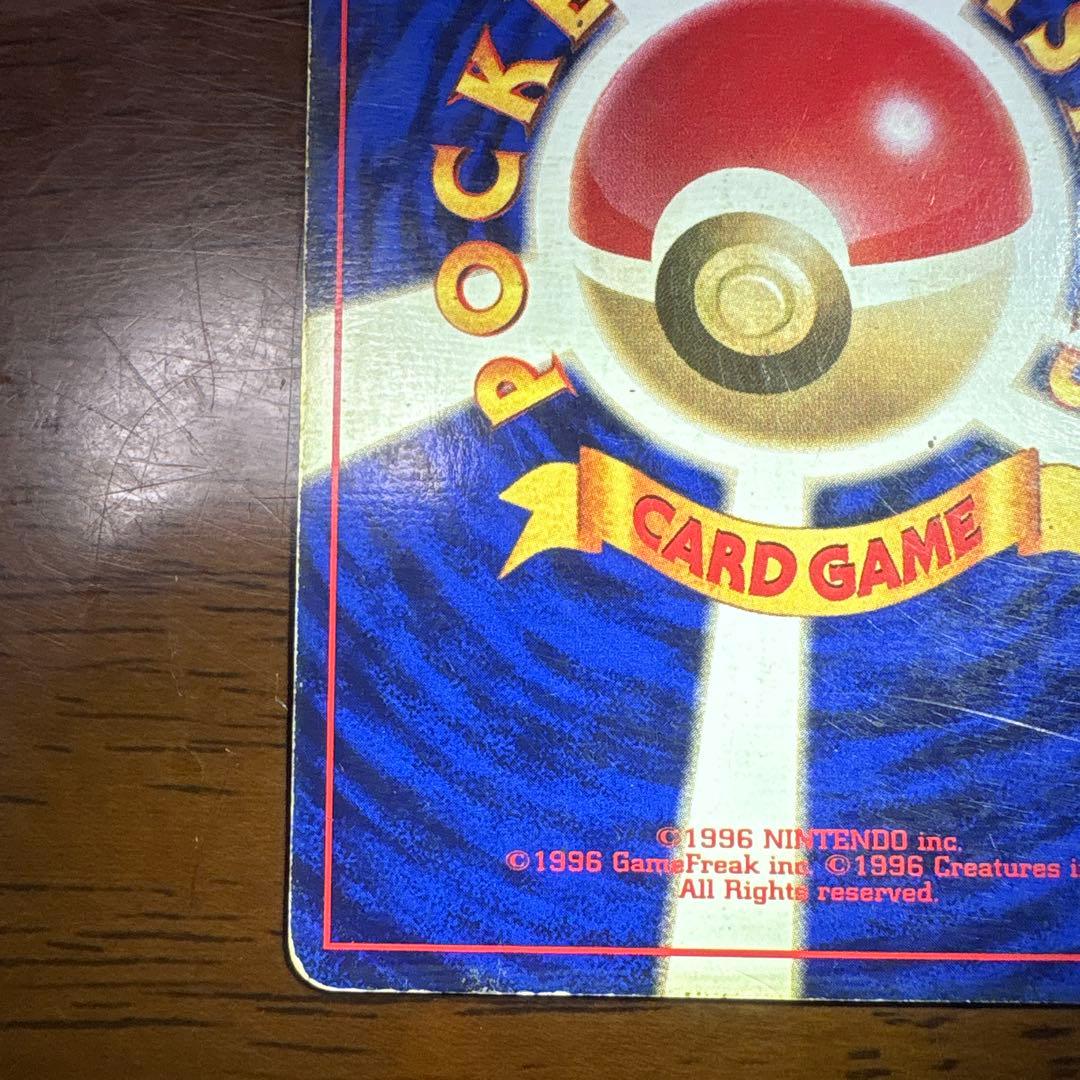 POCKE
CARD GAME
©1996 NINTENDO inc.
©1996 GameFreak inc. ©1996 Creatures i
All Rights reserved.